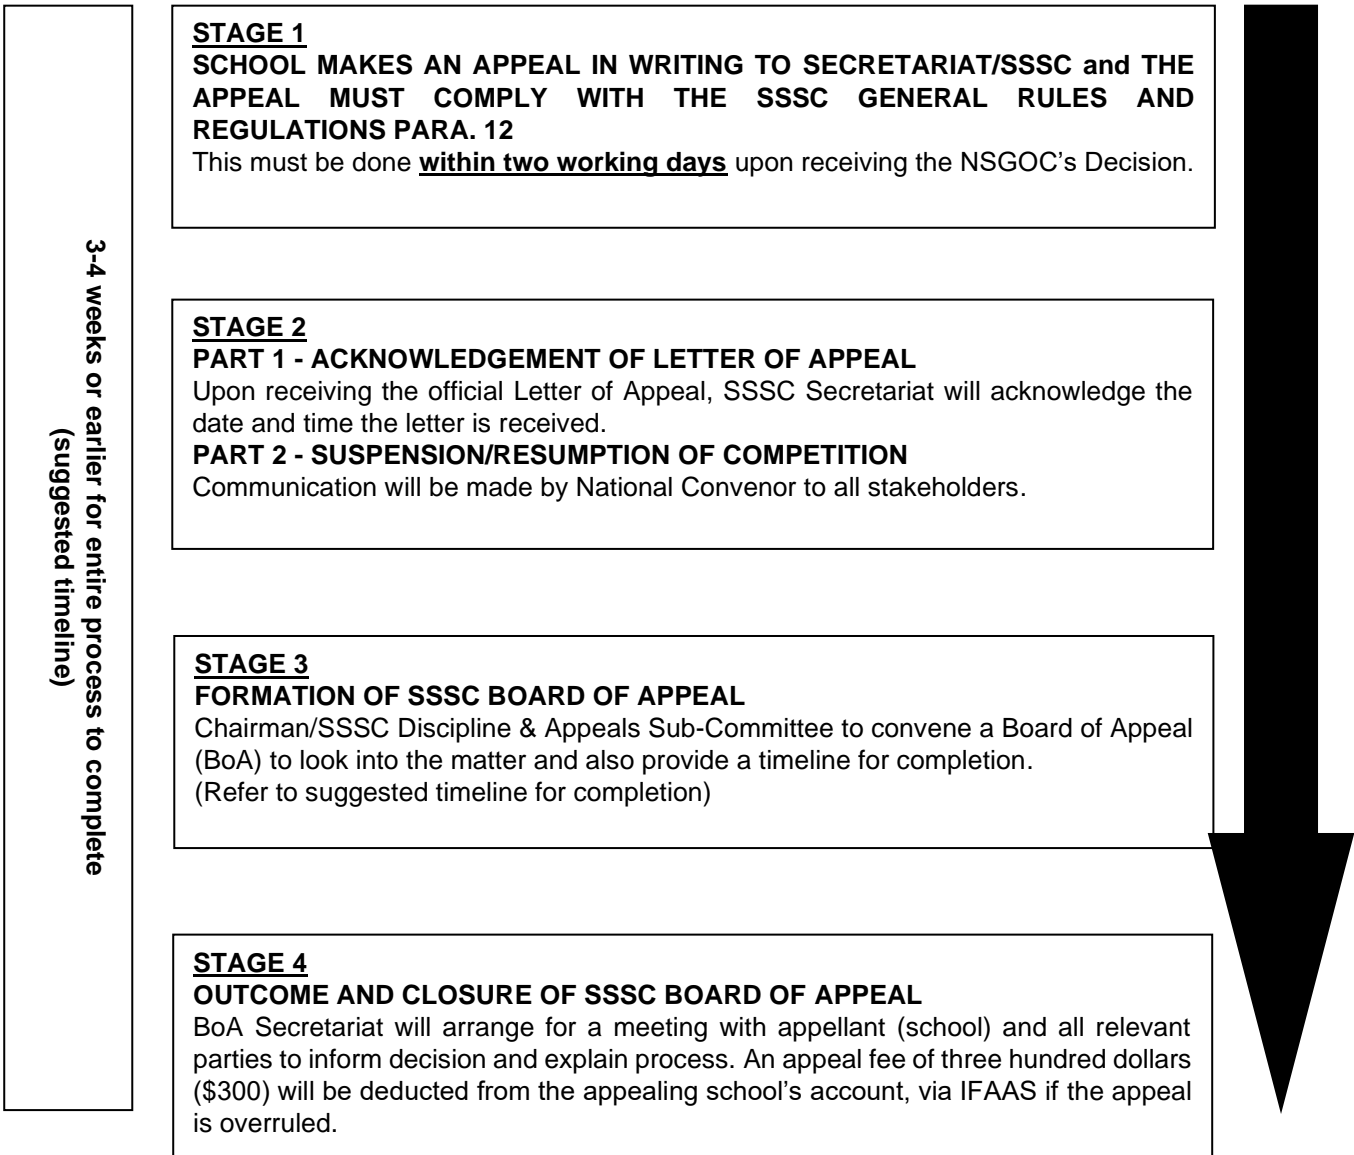 3-4 weeks or earlier for entire process to complete
(suggested timeline)
STAGE 1
SCHOOL MAKES AN APPEAL IN WRITING TO SECRETARIAT/SSSC and THE
APPEAL MUST COMPLY WITH THE SSSC GENERAL RULES AND
REGULATIONS PARA. 12
This must be done within two working days upon receiving the NSGOC’s Decision.
STAGE 2
PART 1 - ACKNOWLEDGEMENT OF LETTER OF APPEAL
Upon receiving the official Letter of Appeal, SSSC Secretariat will acknowledge the
date and time the letter is received.
PART 2 - SUSPENSION/RESUMPTION OF COMPETITION
Communication will be made by National Convenor to all stakeholders.
STAGE 3
FORMATION OF SSSC BOARD OF APPEAL
Chairman/SSSC Discipline & Appeals Sub-Committee to convene a Board of Appeal
(BoA) to look into the matter and also provide a timeline for completion.
(Refer to suggested timeline for completion)
STAGE 4
OUTCOME AND CLOSURE OF SSSC BOARD OF APPEAL
BoA Secretariat will arrange for a meeting with appellant (school) and all relevant
parties to inform decision and explain process. An appeal fee of three hundred dollars
($300) will be deducted from the appealing school’s account, via IFAAS if the appeal
is overruled.